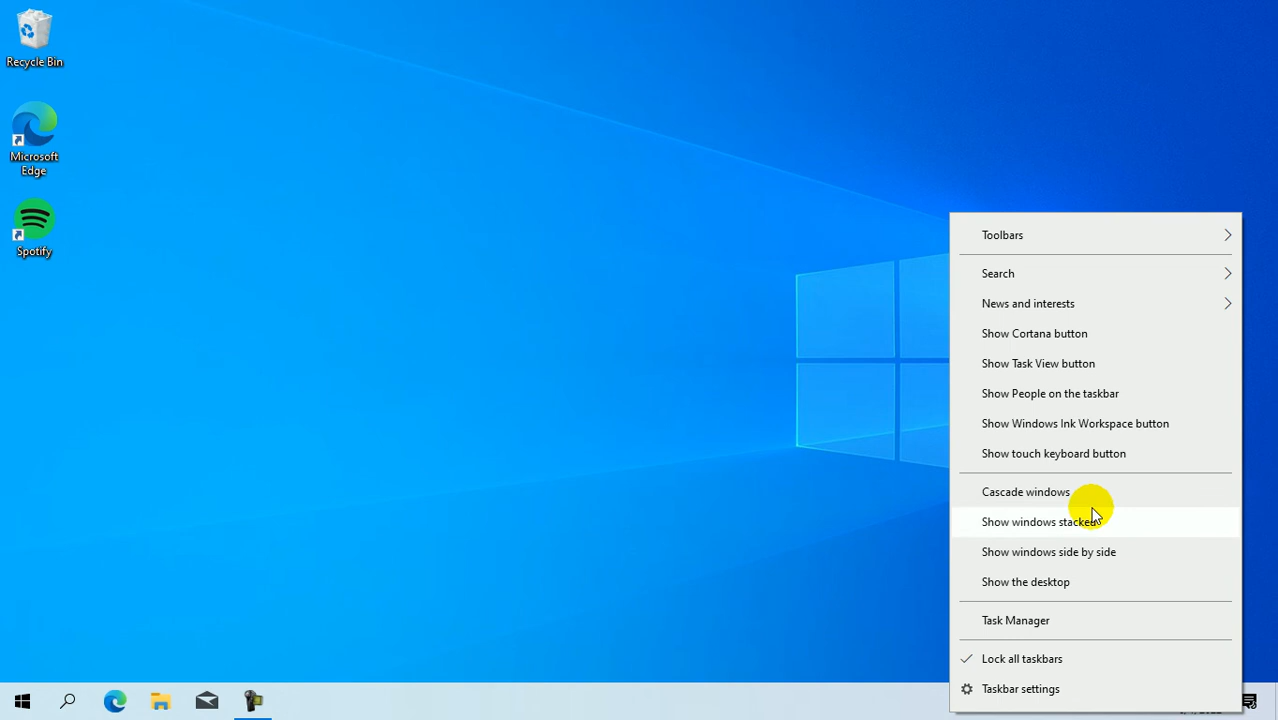 Recycle Bin
Microsoft
Edge
Spotify
Toolbars
Search
News and interests
Show Cortana button
Show Task View button
Show People on the taskbar
Show Windows Ink Workspace button
Show touch keyboard button
Cascade windows
Show windows stacked
Show windows side by side
Show the desktop
Task Manager
Lock all taskbars
Taskbar settings